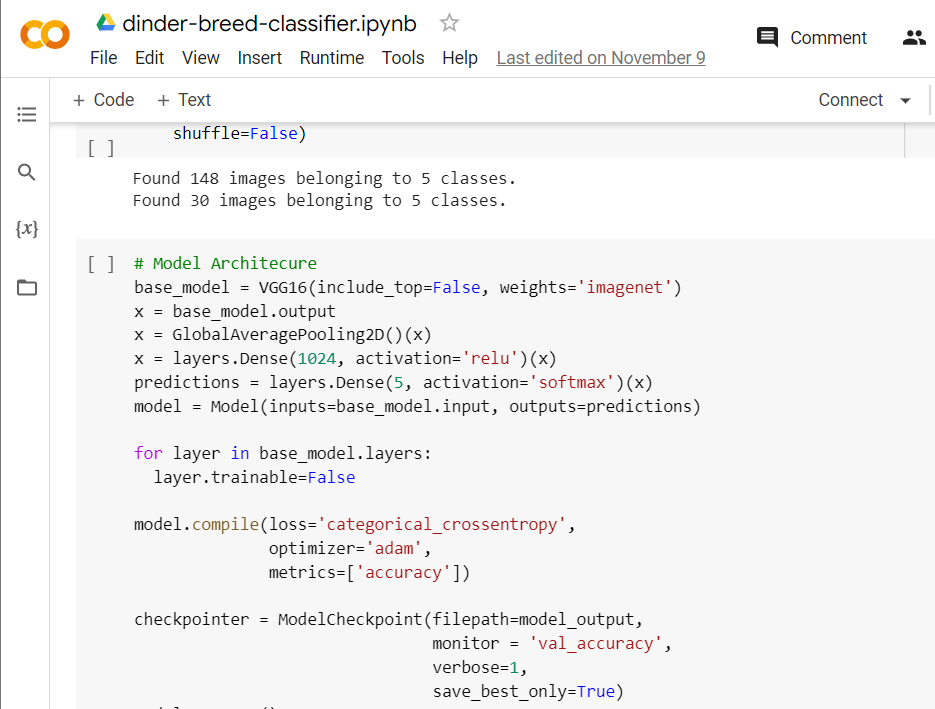 dinder-breed-classifier.ipynb
File Edit View Insert Runtime Tools Help Last edited on November 9
Comment
+ Code + Text
Connect
{x}
shuffle=False)
[ ]
Found 148 images belonging to 5 classes.
Found 30 images belonging to 5 classes.
[ ] # Model Architecure
base_model = VGG16(include_top=False, weights='imagenet')
x = base_model.output
x = GlobalAveragePooling2D()(x)
x = layers.Dense(1024, activation='relu')(x)
predictions = layers.Dense(5, activation='softmax')(x)
model = Model(inputs=base_model.input, outputs=predictions)
for layer in base_model.layers:
layer.trainable=False
model.compile(loss='categorical_crossentropy',
optimizer='adam',
metrics=['accuracy'])
checkpointer = ModelCheckpoint(filepath=model_output,
monitor = 'val_accuracy',
verbose=1,
save_best_only=True)